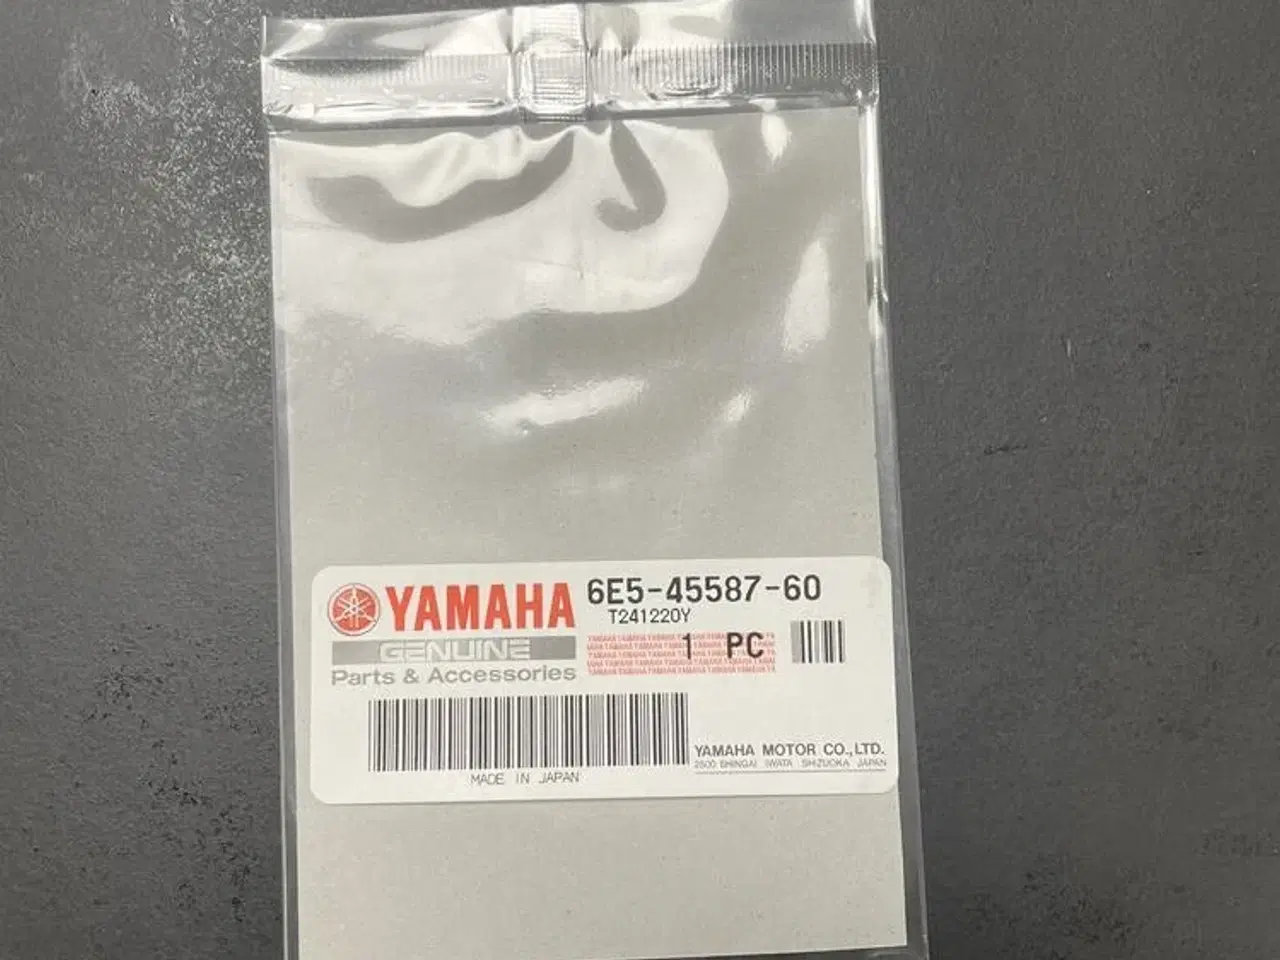 YAMAHA
GENUINE
Parts & Accessories
6E5-45587-60
T241220Y
1 PC
MADE IN JAPAN
YAMAHA MOTOR CO.,LTD.
2500 SHINGAI IWATA SHIZUOKA JAPAN